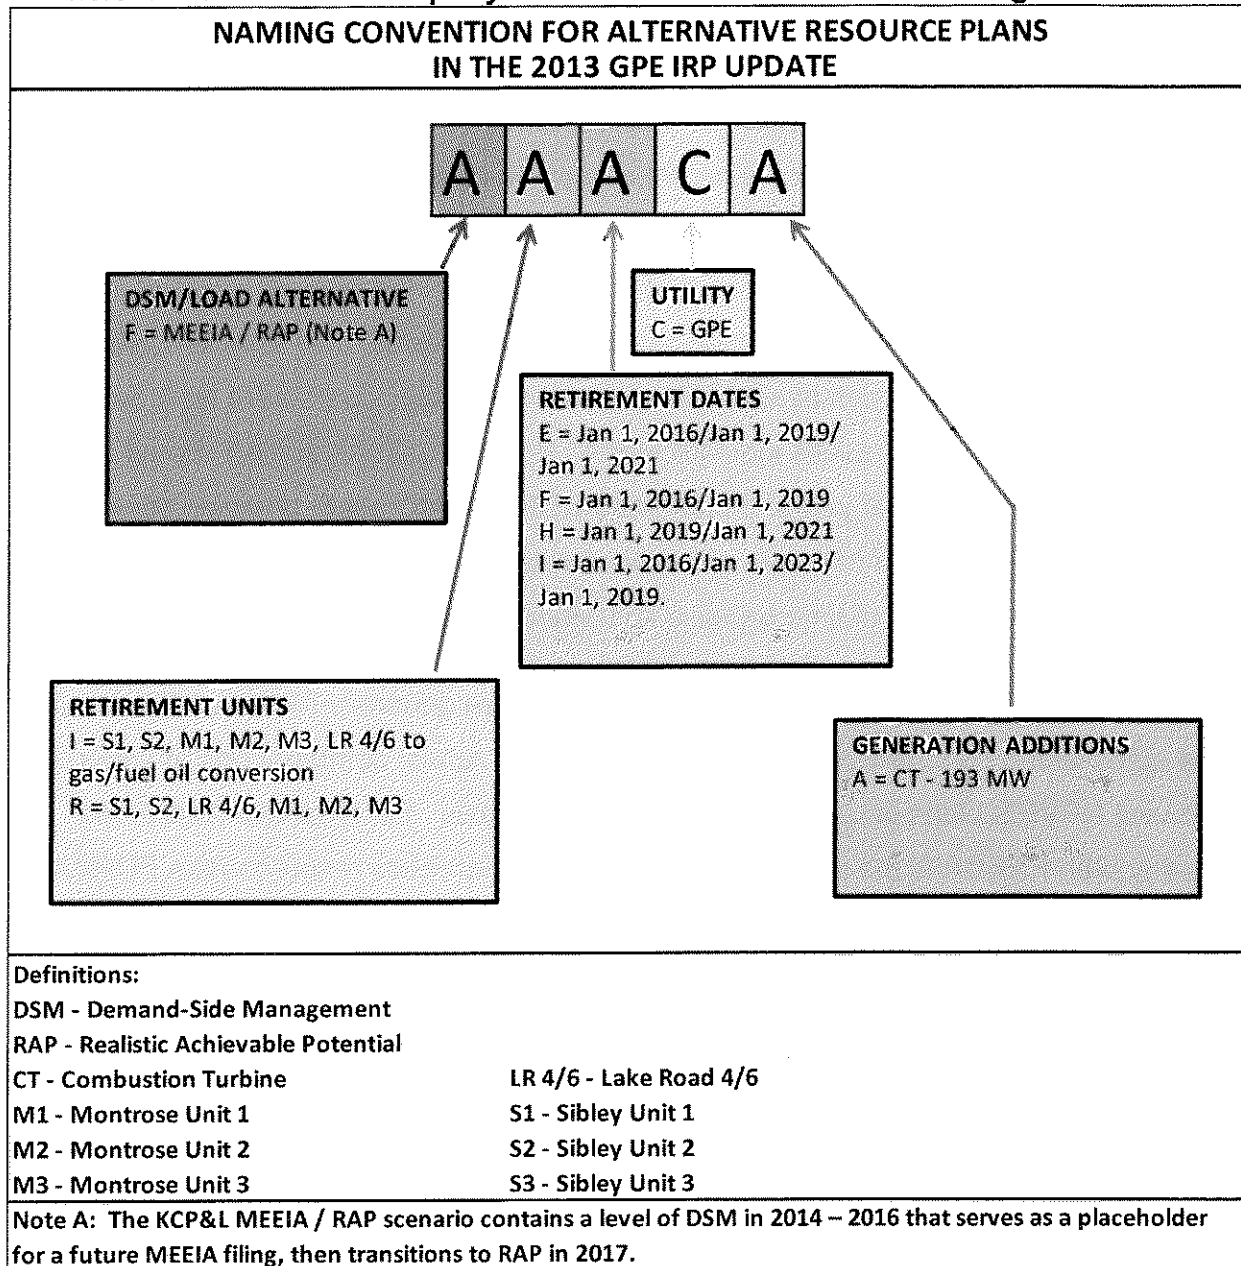 NAMING CONVENTION FOR ALTERNATIVE RESOURCE PLANS
IN THE 2013 GPE IRP UPDATE
A A A C A
DSM/LOAD ALTERNATIVE
F = MEEIA / RAP (Note A)
UTILITY
C = GPE
RETIREMENT DATES
E = Jan 1, 2016/Jan 1, 2019/
Jan 1, 2021
F = Jan 1, 2016/Jan 1, 2019
H = Jan 1, 2019/Jan 1, 2021
I = Jan 1, 2016/Jan 1, 2023/
Jan 1, 2019.
RETIREMENT UNITS
I = S1, S2, M1, M2, M3, LR 4/6 to
gas/fuel oil conversion
R = S1, S2, LR 4/6, M1, M2, M3
GENERATION ADDITIONS
A = CT - 193 MW
Definitions:
DSM - Demand-Side Management
RAP - Realistic Achievable Potential
CT - Combustion Turbine LR 4/6 - Lake Road 4/6
M1 - Montrose Unit 1 S1 - Sibley Unit 1
M2 - Montrose Unit 2 S2 - Sibley Unit 2
M3 - Montrose Unit 3 S3 - Sibley Unit 3
Note A: The KCP&L MEEIA / RAP scenario contains a level of DSM in 2014 – 2016 that serves as a placeholder
for a future MEEIA filing, then transitions to RAP in 2017.